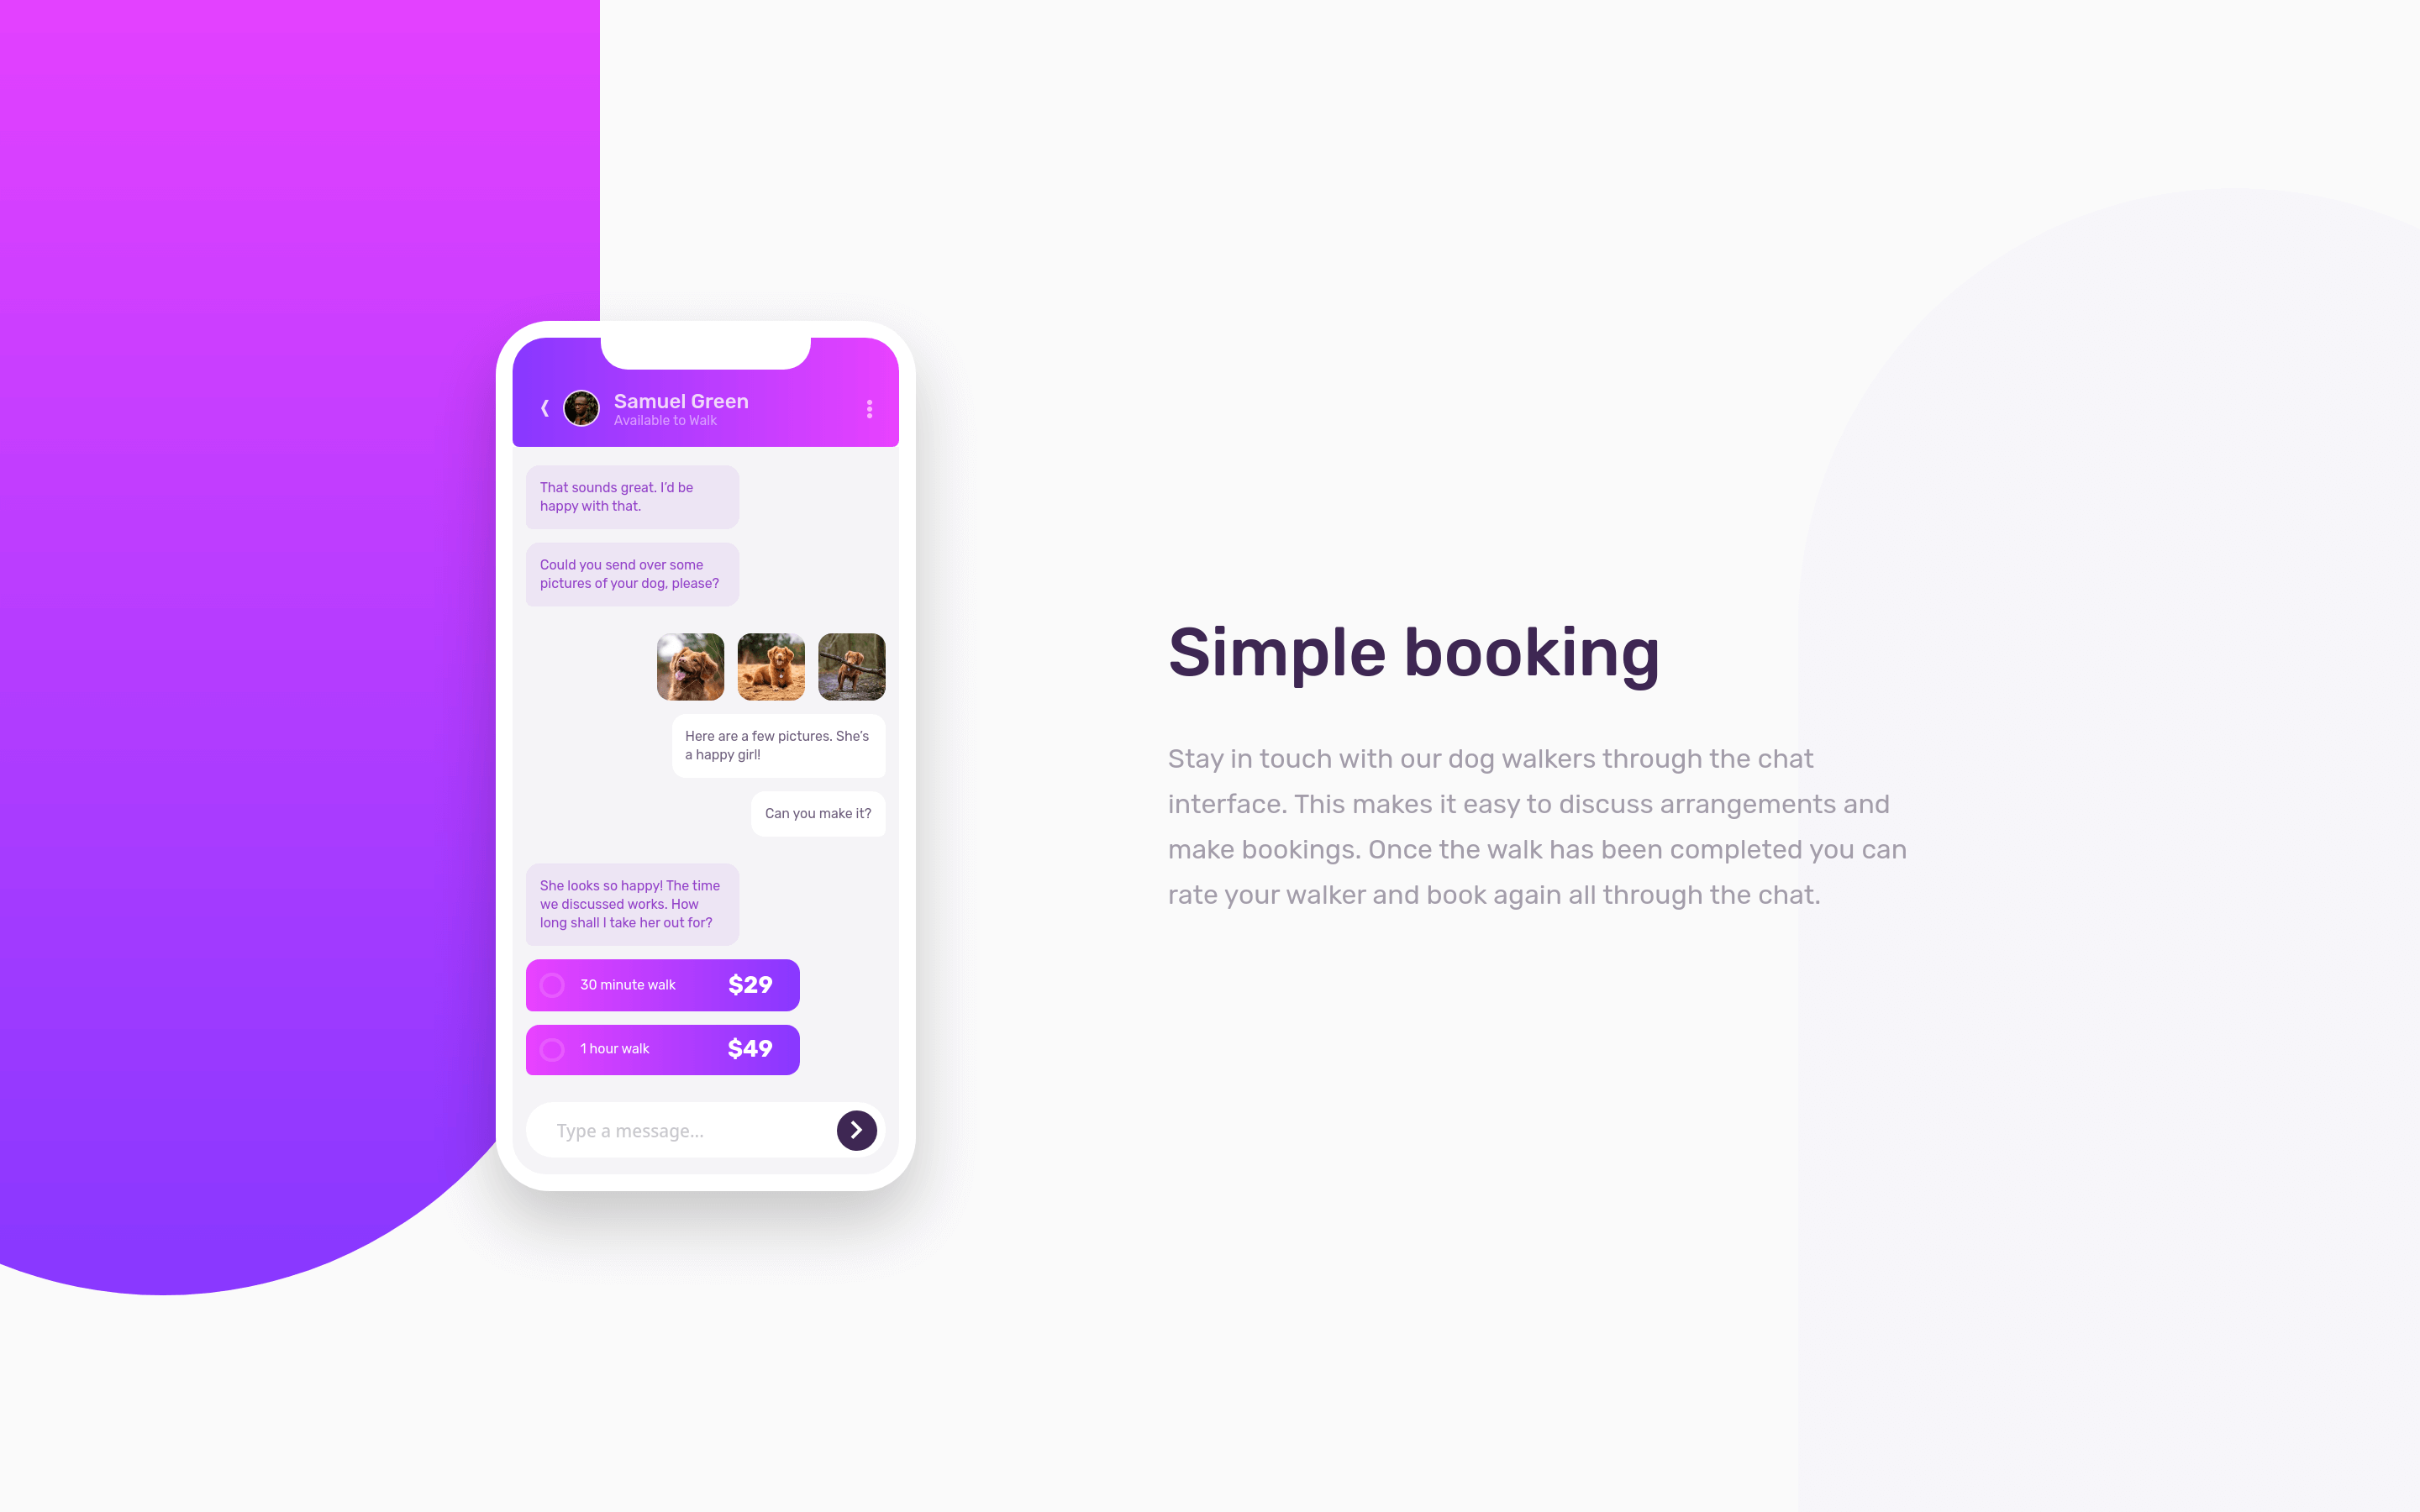 Samuel Green
Available to Walk
That sounds great. I’d be
happy with that.
Could you send over some
pictures of your dog, please?
Here are a few pictures. She’s
a happy girl!
Can you make it?
She looks so happy! The time
we discussed works. How
long shall I take her out for?
30 minute walk $29
1 hour walk $49
Type a message...
Simple booking
Stay in touch with our dog walkers through the chat
interface. This makes it easy to discuss arrangements and
make bookings. Once the walk has been completed you can
rate your walker and book again all through the chat.